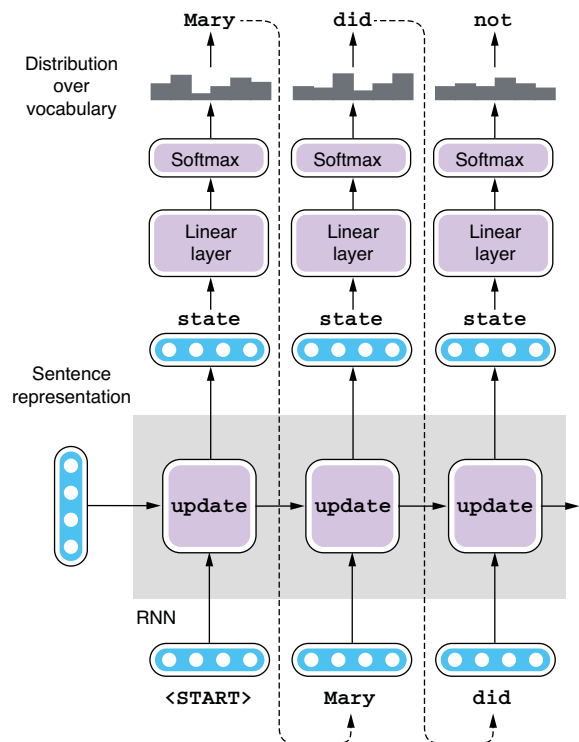 Mary did not
Distribution
over
vocabulary
Softmax Softmax Softmax
Linear Linear Linear
layer layer layer
state state state
Sentence
representation
update update update
RNN
<START> Mary did